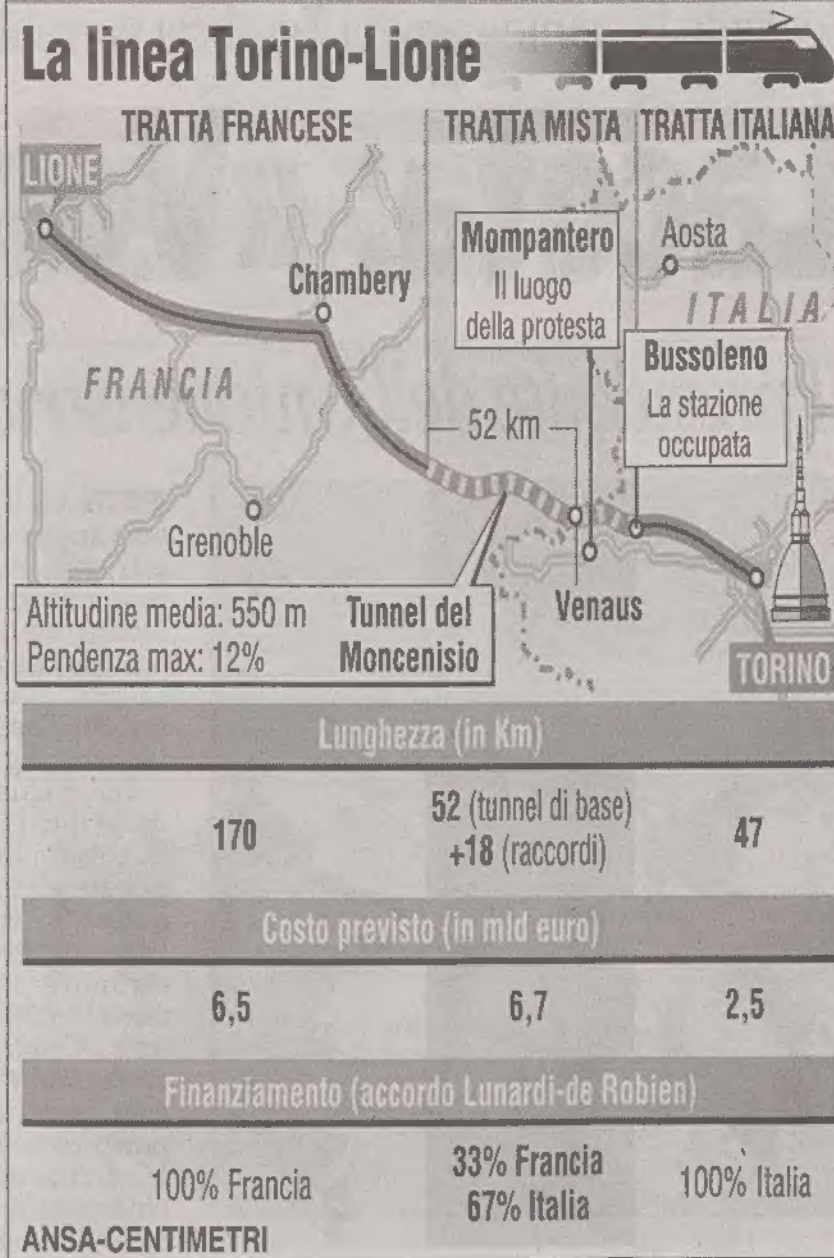 La linea Torino-Lione
TRATTA FRANCESE
TRATTA MISTA
TRATTA ITALIANA
LIONE
Mompantero
Il luogo
della protesta
Aosta
Chambery
ITALIA
FRANCIA
Bussoleno
La stazione
occupata
52 km
Grenoble
Altitudine media: 550 m
Pendenza max: 12%
Tunnel del
Moncenisio
Venaus
TORINO
Lunghezza (in Km)
170
52 (tunnel di base)
+18 (raccordi)
47
Costo previsto (in mld euro)
6,5
6,7
2,5
Finanziamento (accordo Lunardi-de Robien)
100% Francia
33% Francia
67% Italia
100% Italia
ANSA-CENTIMETRI